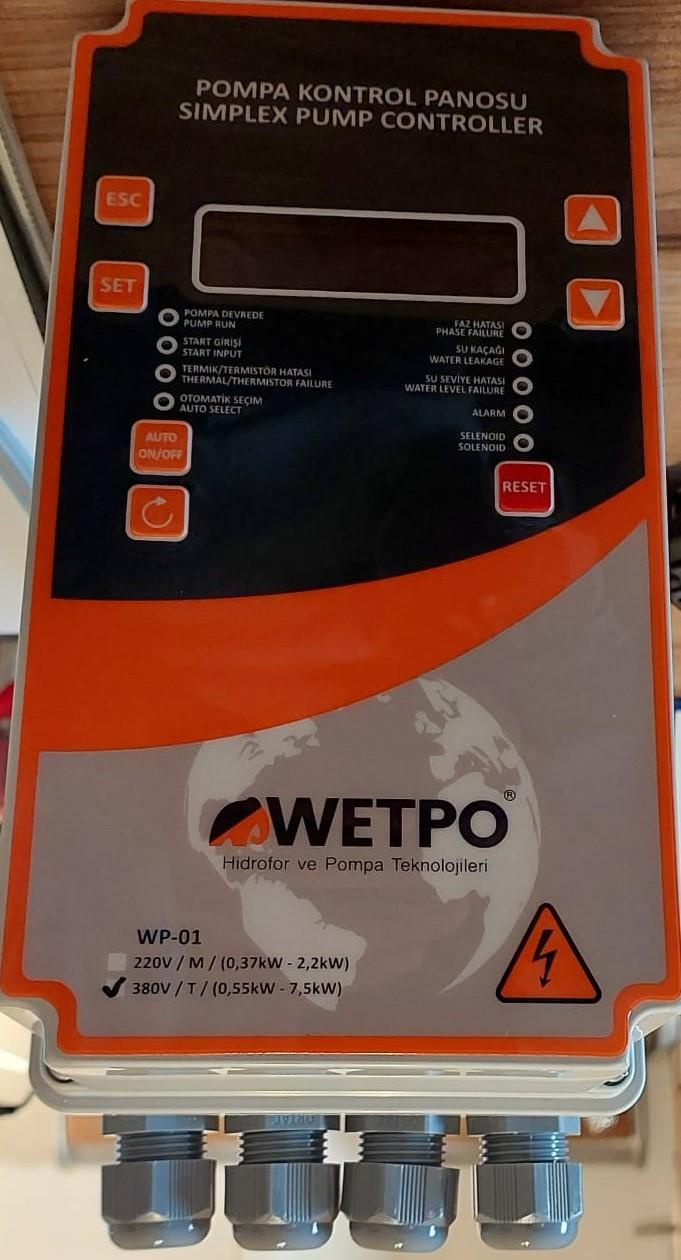 POMPA KONTROL PANOSU
SIMPLEX PUMP CONTROLLER
ESC
SET
POMPA DEVREDE
PUMP RUN
START GİRİŞİ
START INPUT
TERMİK/TERMİSTÖR HATASI
THERMAL/THERMISTOR FAILURE
OTOMATİK SEÇİM
AUTO SELECT
FAZ HATASI
PHASE FAILURE
SU KAÇAĞI
WATER LEAKAGE
SU SEVİYE HATASI
WATER LEVEL FAILURE
ALARM
SELENOID
SOLENOID
AUTO
ON/OFF
RESET
WETPO®
Hidrofor ve Pompa Teknolojileri
WP-01
220V / M / (0,37kW - 2,2kW)
380V / T / (0,55kW - 7,5kW)